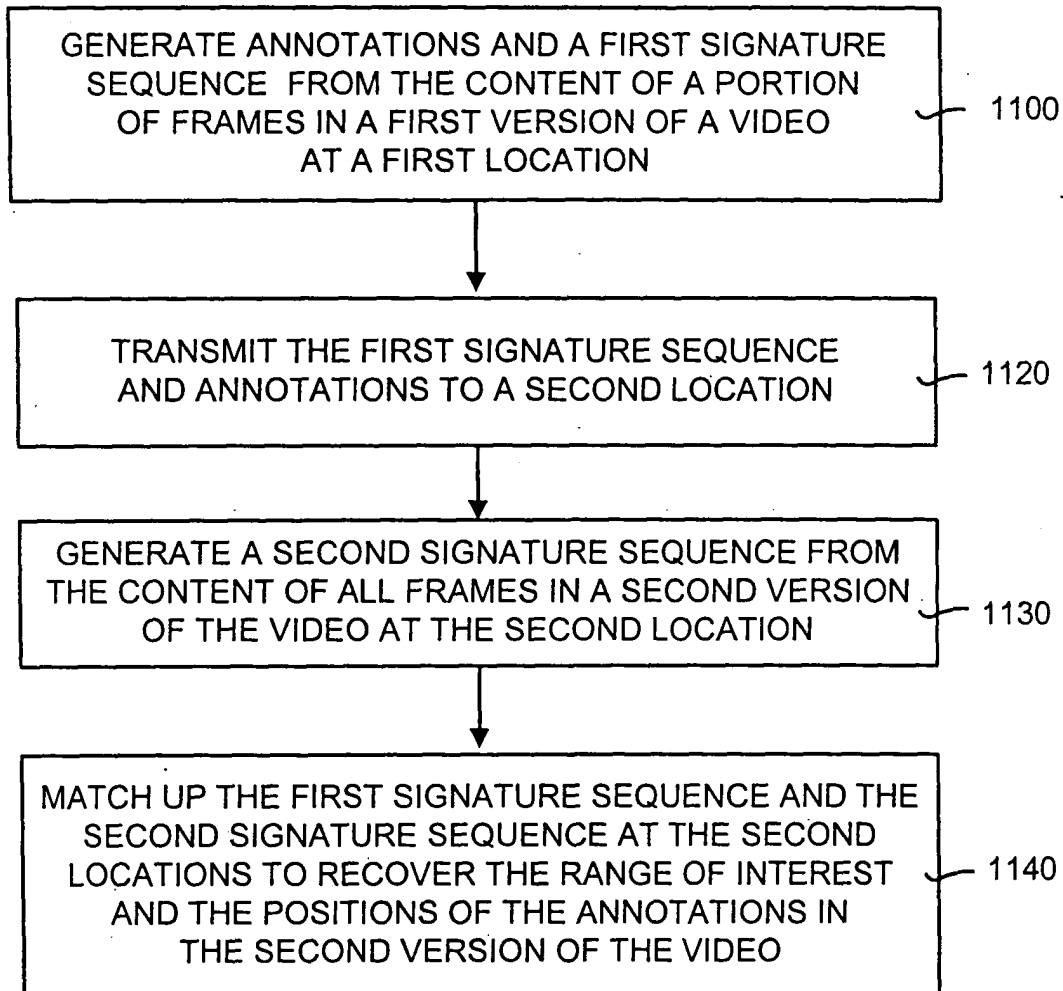 GENERATE ANNOTATIONS AND A FIRST SIGNATURE
SEQUENCE FROM THE CONTENT OF A PORTION
OF FRAMES IN A FIRST VERSION OF A VIDEO
AT A FIRST LOCATION
1100
TRANSMIT THE FIRST SIGNATURE SEQUENCE
AND ANNOTATIONS TO A SECOND LOCATION
1120
GENERATE A SECOND SIGNATURE SEQUENCE FROM
THE CONTENT OF ALL FRAMES IN A SECOND VERSION
OF THE VIDEO AT THE SECOND LOCATION
1130
MATCH UP THE FIRST SIGNATURE SEQUENCE AND THE
SECOND SIGNATURE SEQUENCE AT THE SECOND
LOCATIONS TO RECOVER THE RANGE OF INTEREST
AND THE POSITIONS OF THE ANNOTATIONS IN
THE SECOND VERSION OF THE VIDEO
1140